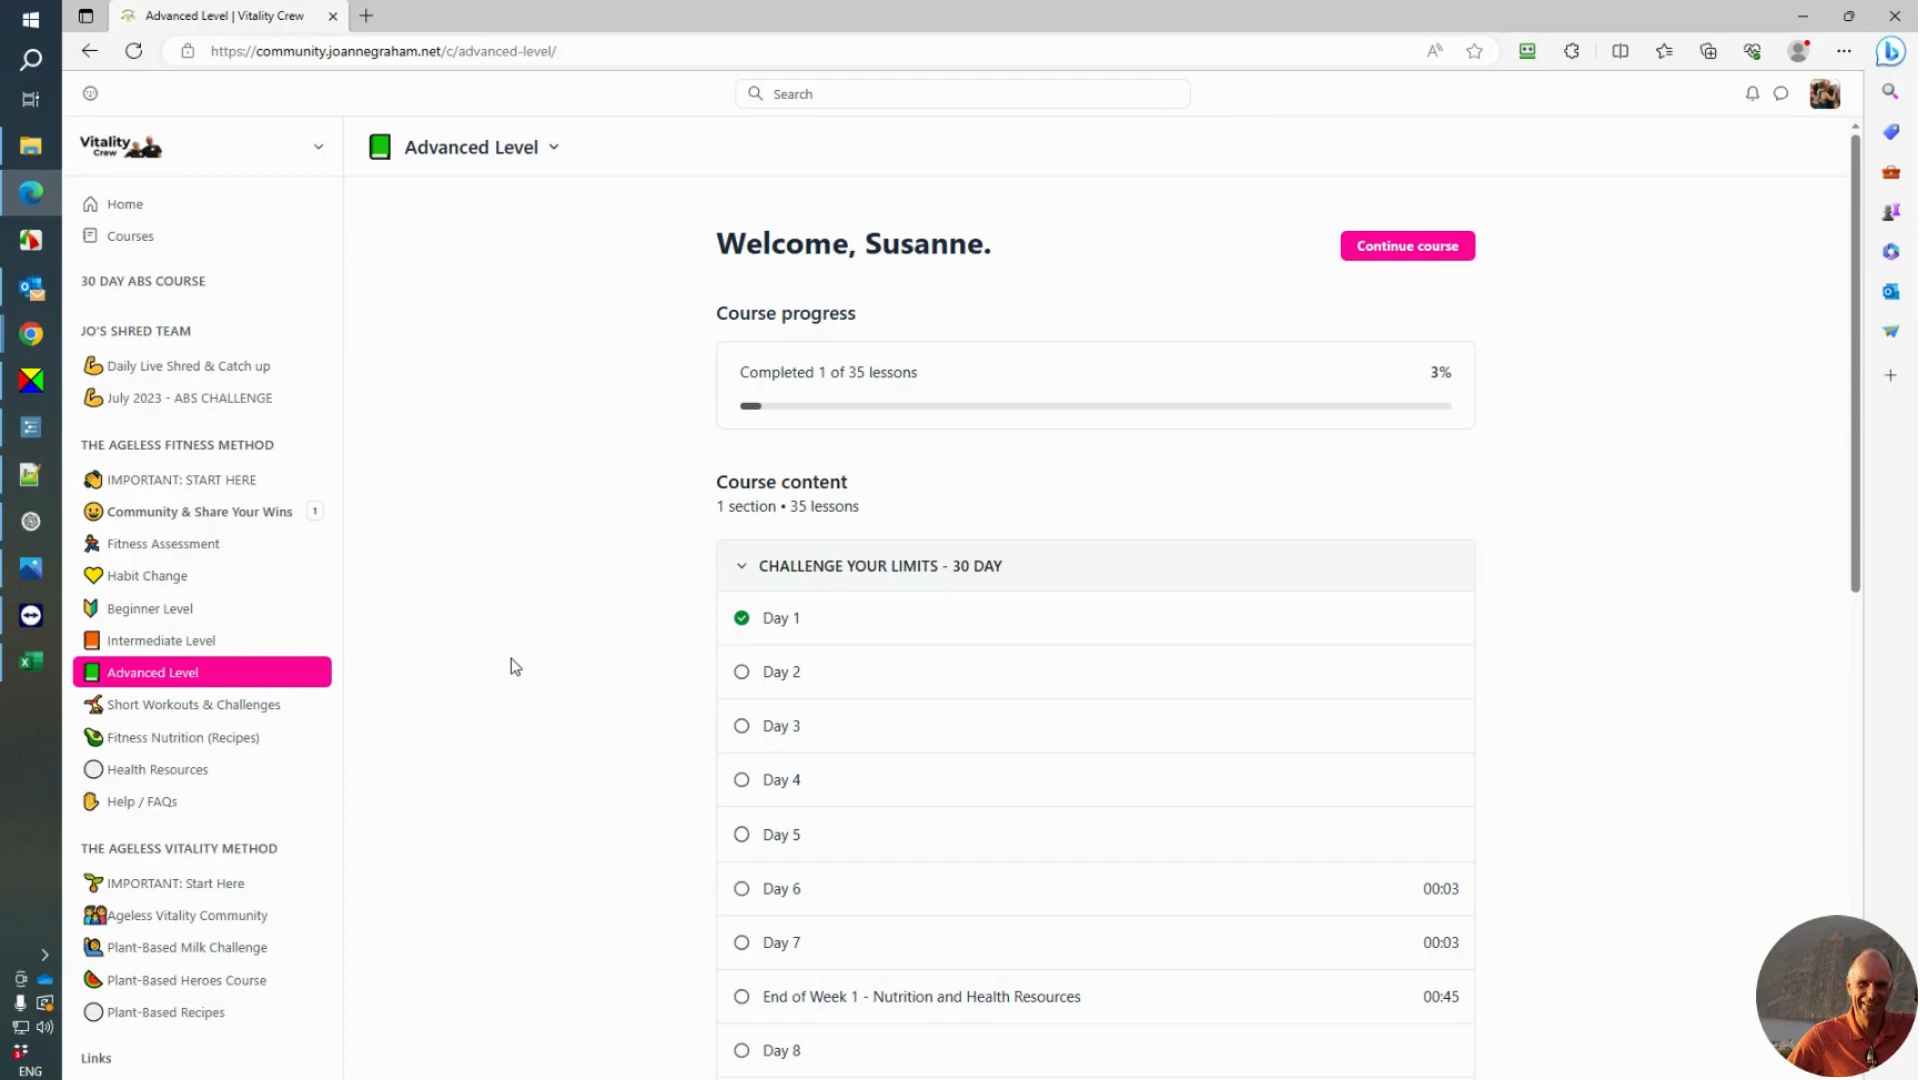 Advanced Level | Vitality Crew
https://community.joannegraham.net/c/advanced-level/
Search
Vitality
Crew
Advanced Level
Home
Courses
30 DAY ABS COURSE
JO'S SHRED TEAM
Daily Live Shred & Catch up
July 2023 - ABS CHALLENGE
THE AGELESS FITNESS METHOD
IMPORTANT: START HERE
Community & Share Your Wins 1
Fitness Assessment
Habit Change
Beginner Level
Intermediate Level
Advanced Level
Short Workouts & Challenges
Fitness Nutrition (Recipes)
Health Resources
Help / FAQs
THE AGELESS VITALITY METHOD
IMPORTANT: Start Here
Ageless Vitality Community
Plant-Based Milk Challenge
Plant-Based Heroes Course
Plant-Based Recipes
Links
Welcome, Susanne.
Continue course
Course progress
Completed 1 of 35 lessons 3%
Course content
1 section • 35 lessons
CHALLENGE YOUR LIMITS - 30 DAY
Day 1
Day 2
Day 3
Day 4
Day 5
Day 6 00:03
Day 7 00:03
End of Week 1 - Nutrition and Health Resources 00:45
Day 8
ENG